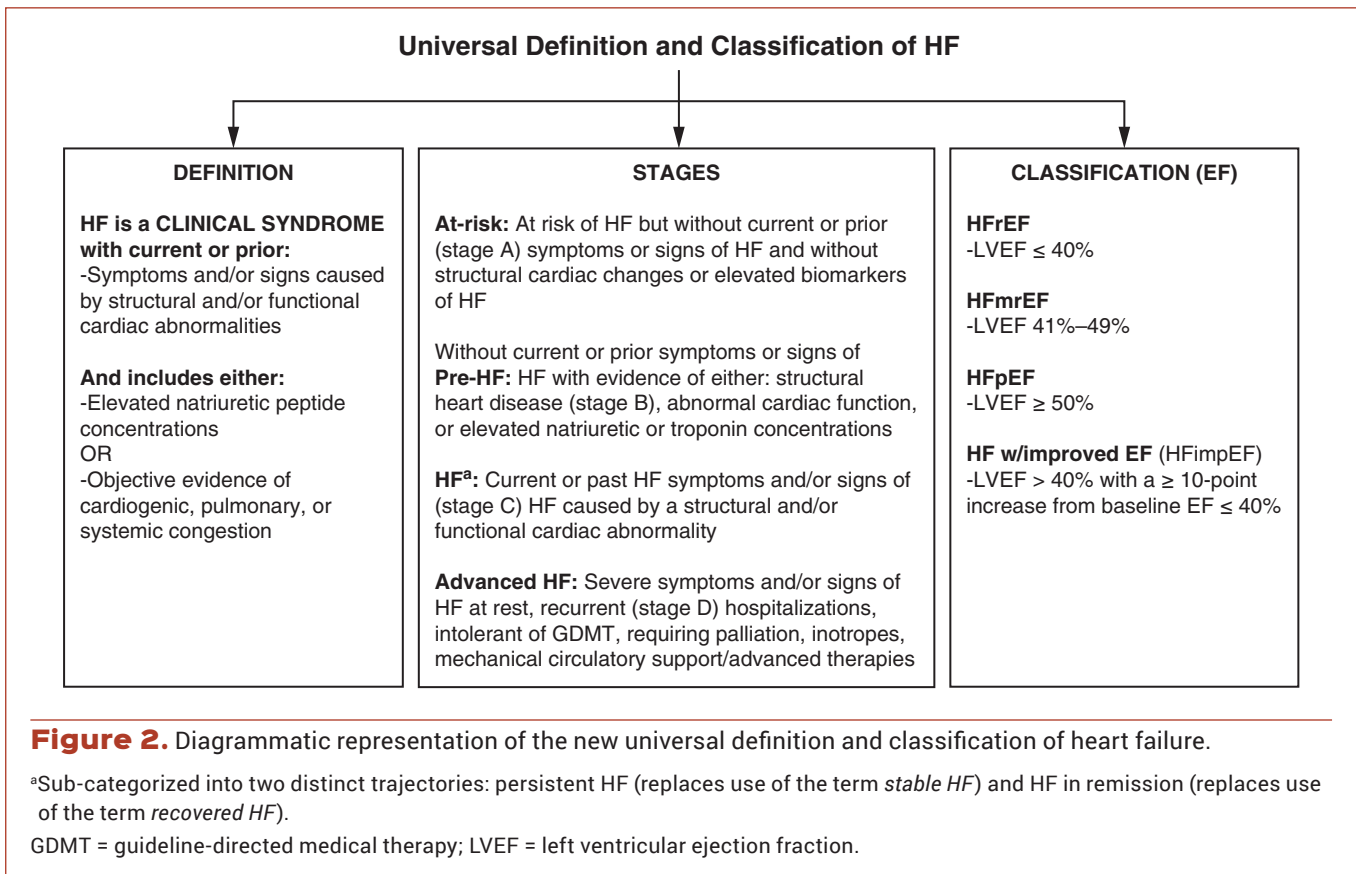 Universal Definition and Classification of HF
DEFINITION
HF is a CLINICAL SYNDROME
with current or prior:
-Symptoms and/or signs caused
by structural and/or functional
cardiac abnormalities
And includes either:
-Elevated natriuretic peptide
concentrations
OR
-Objective evidence of
cardiogenic, pulmonary, or
systemic congestion
STAGES
At-risk: At risk of HF but without current or prior
(stage A) symptoms or signs of HF and without
structural cardiac changes or elevated biomarkers
of HF
Without current or prior symptoms or signs of
Pre-HF: HF with evidence of either: structural
heart disease (stage B), abnormal cardiac function,
or elevated natriuretic or troponin concentrations
HFᵃ: Current or past HF symptoms and/or signs of
(stage C) HF caused by a structural and/or
functional cardiac abnormality
Advanced HF: Severe symptoms and/or signs of
HF at rest, recurrent (stage D) hospitalizations,
intolerant of GDMT, requiring palliation, inotropes,
mechanical circulatory support/advanced therapies
CLASSIFICATION (EF)
HFrEF
-LVEF ≤ 40%
HFmrEF
-LVEF 41%–49%
HFpEF
-LVEF ≥ 50%
HF w/improved EF (HFimpEF)
-LVEF > 40% with a ≥ 10-point
increase from baseline EF ≤ 40%
Figure 2. Diagrammatic representation of the new universal definition and classification of heart failure.
ᵃSub-categorized into two distinct trajectories: persistent HF (replaces use of the term stable HF) and HF in remission (replaces use
of the term recovered HF).
GDMT = guideline-directed medical therapy; LVEF = left ventricular ejection fraction.